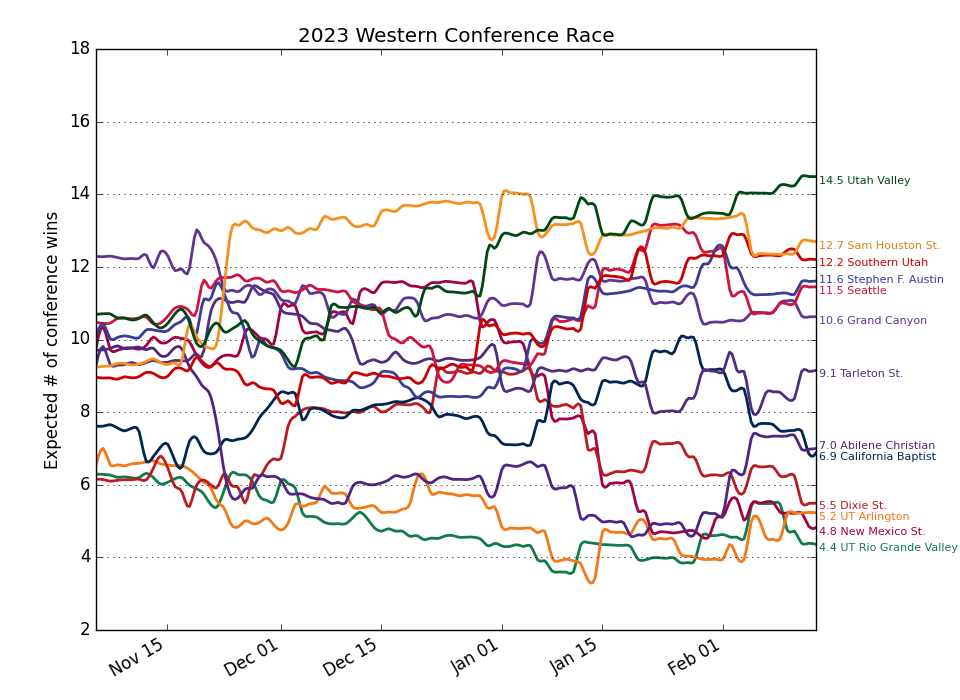 2023 Western Conference Race
Expected # of conference wins
18
16
14
12
10
8
6
4
2
Nov 15
Dec 01
Dec 15
Jan 01
Jan 15
Feb 01
14.5 Utah Valley
12.7 Sam Houston St.
12.2 Southern Utah
11.6 Stephen F. Austin
11.5 Seattle
10.6 Grand Canyon
9.1 Tarleton St.
7.0 Abilene Christian
6.9 California Baptist
5.5 Dixie St.
5.2 UT Arlington
4.8 New Mexico St.
4.4 UT Rio Grande Valley